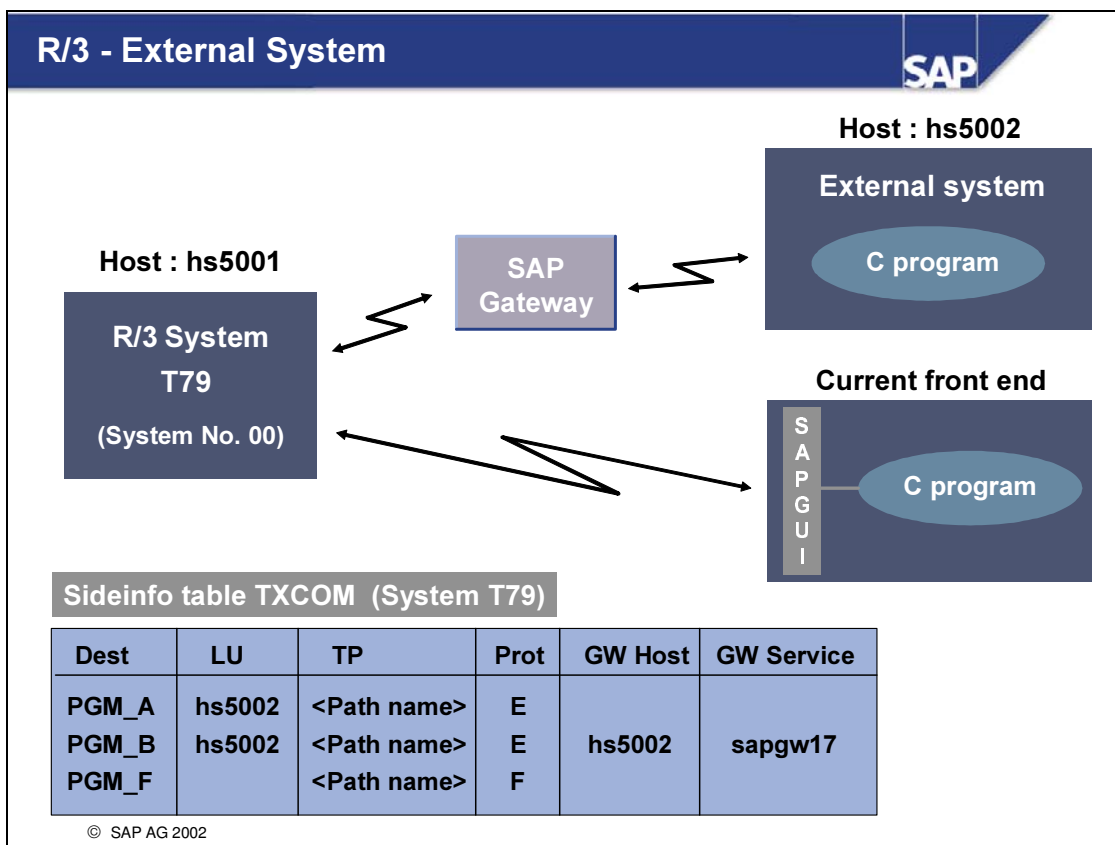 R/3 - External System
SAP
Host : hs5002
External system
C program
Host : hs5001
SAP
Gateway
R/3 System
T79
(System No. 00)
Current front end
SAPGUI
C program
Sideinfo table TXCOM (System T79)
Dest LU TP Prot GW Host GW Service
PGM_A hs5002 <Path name> E
PGM_B hs5002 <Path name> E hs5002 sapgw17
PGM_F <Path name> F
© SAP AG 2002